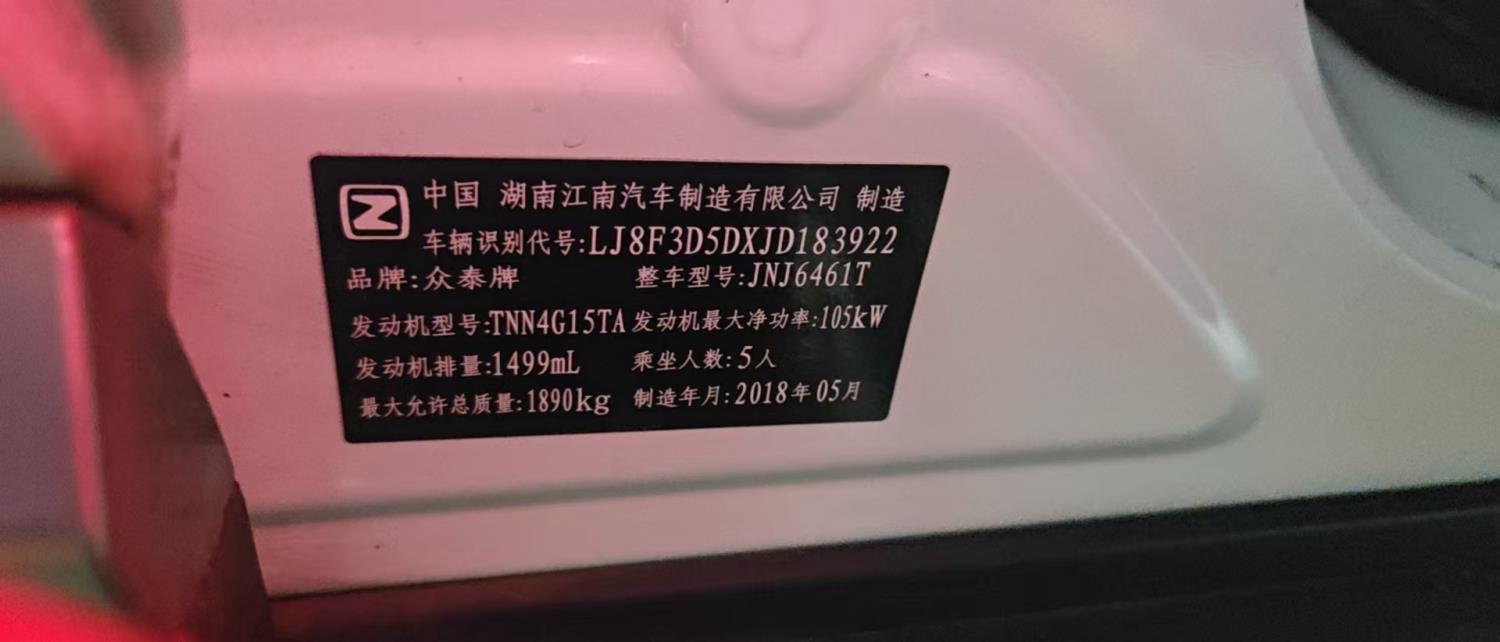 中国 湖南江南汽车制造有限公司 制造
车辆识别代号:LJ8F3D5DXJD183922
品牌:众泰牌 整车型号:JNJ6461T
发动机型号:TNN4G15TA 发动机最大净功率:105kW
发动机排量:1499mL 乘坐人数:5人
最大允许总质量:1890kg 制造年月:2018年05月